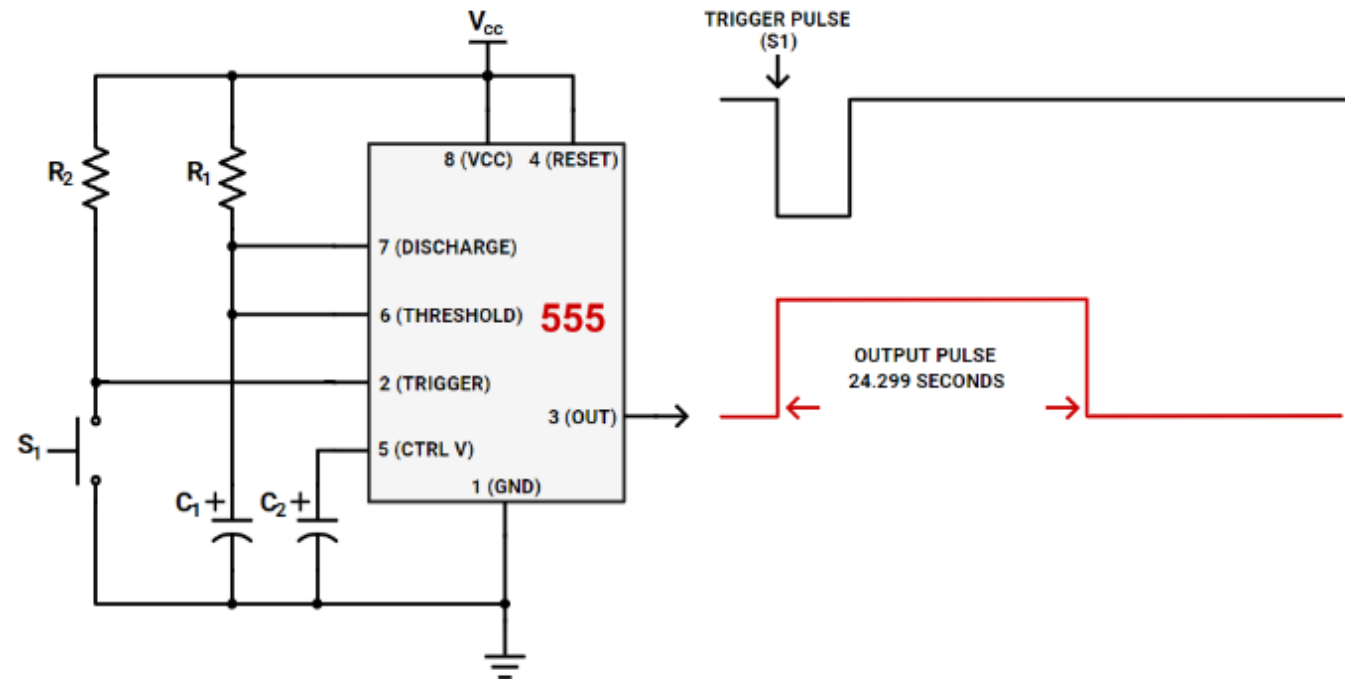 Vcc
TRIGGER PULSE
(S1)
R2
R1
8 (VCC)
4 (RESET)
7 (DISCHARGE)
6 (THRESHOLD)
555
2 (TRIGGER)
3 (OUT)
S1
5 (CTRL V)
1 (GND)
C1 +
C2 +
OUTPUT PULSE
24.299 SECONDS